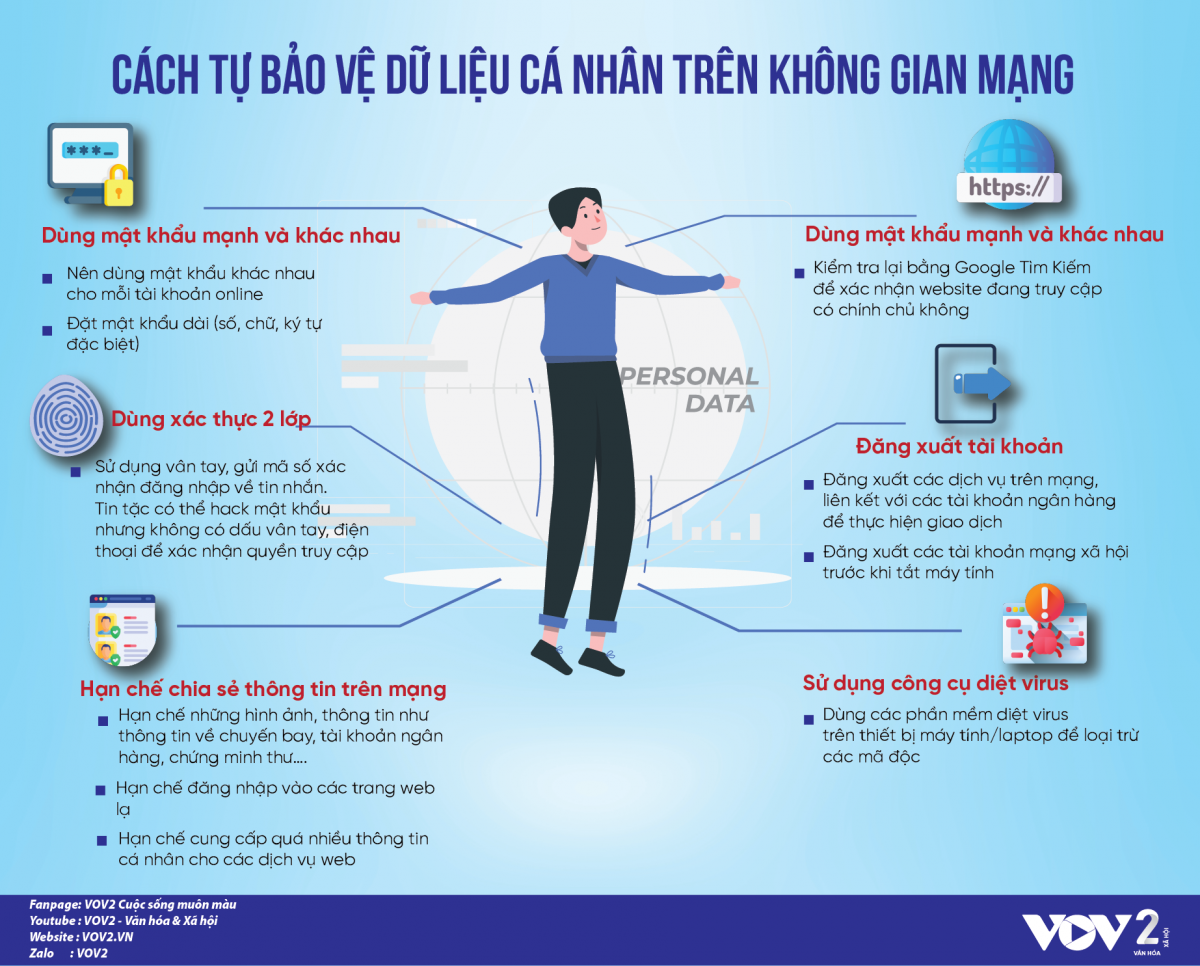 CÁCH TỰ BẢO VỆ DỮ LIỆU CÁ NHÂN TRÊN KHÔNG GIAN MẠNG
***_
Dùng mật khẩu mạnh và khác nhau
Nên dùng mật khẩu khác nhau
cho mỗi tài khoản online
Đặt mật khẩu dài (số, chữ, ký tự
đặc biệt)
Dùng xác thực 2 lớp
Sử dụng vân tay, gửi mã số xác
nhận đăng nhập về tin nhắn.
Tin tặc có thể hack mật khẩu
nhưng không có dấu vân tay, điện
thoại để xác nhận quyền truy cập
Hạn chế chia sẻ thông tin trên mạng
Hạn chế những hình ảnh, thông tin như
thông tin về chuyến bay, tài khoản ngân
hàng, chứng minh thư....
Hạn chế đăng nhập vào các trang web
lạ
Hạn chế cung cấp quá nhiều thông tin
cá nhân cho các dịch vụ web
PERSONAL
DATA
https://
Dùng mật khẩu mạnh và khác nhau
Kiểm tra lại bằng Google Tìm Kiếm
để xác nhận website đang truy cập
có chính chủ không
Đăng xuất tài khoản
Đăng xuất các dịch vụ trên mạng,
liên kết với các tài khoản ngân hàng
để thực hiện giao dịch
Đăng xuất các tài khoản mạng xã hội
trước khi tắt máy tính
!
Sử dụng công cụ diệt virus
Dùng các phần mềm diệt virus
trên thiết bị máy tính/laptop để loại trừ
các mã độc
Fanpage: VOV2 Cuộc sống muôn màu
Youtube : VOV2 - Văn hóa & Xã hội
Website : VOV2.VN
Zalo : VOV2
VOV2
VĂN HÓA
XÃ HỘI